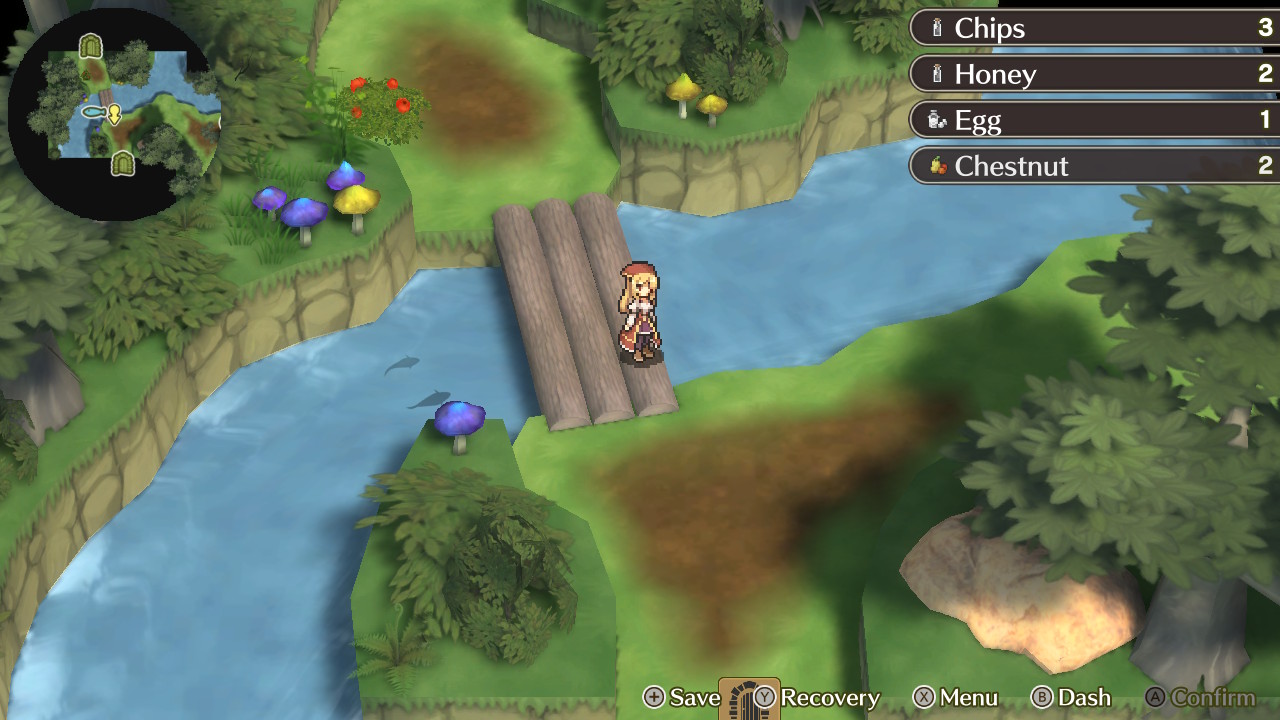 Chips 3
Honey 2
Egg 1
Chestnut 2
+ Save Y Recovery X Menu B Dash A Confirm